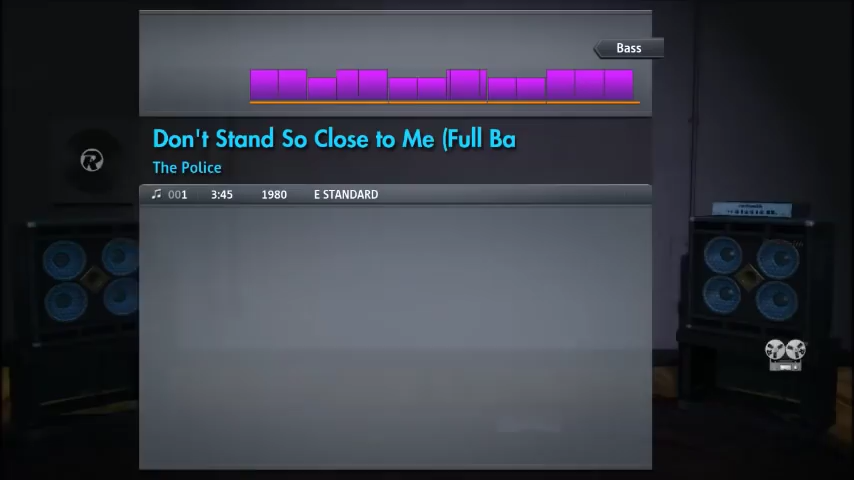 Bass
Don't Stand So Close to Me (Full Ba
The Police
001 3:45 1980 E STANDARD